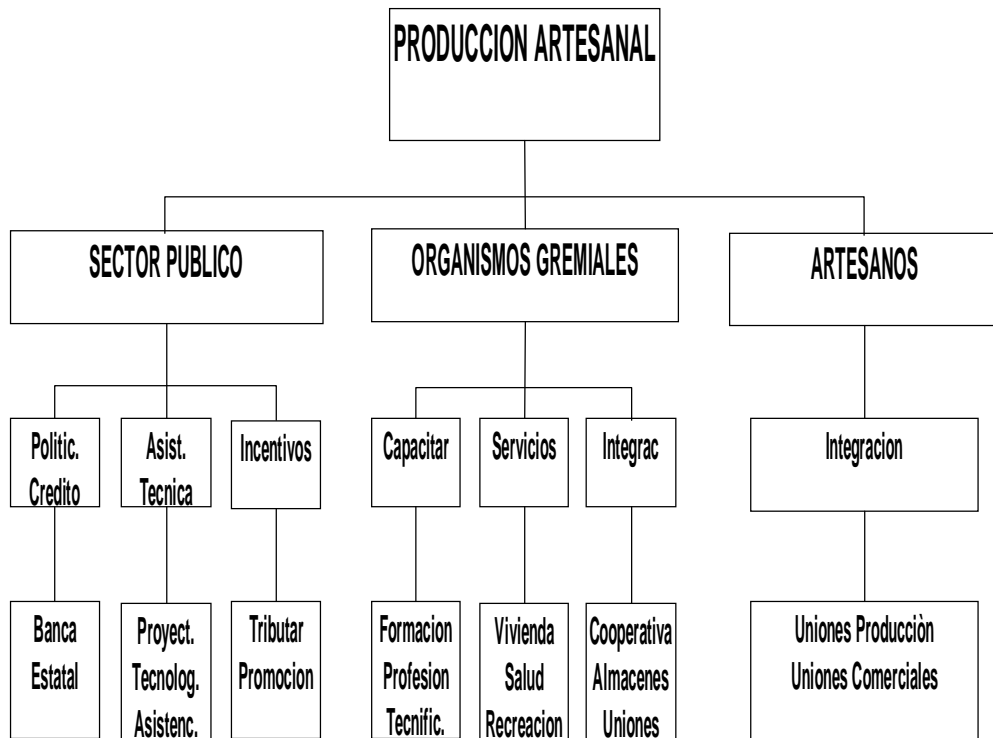 PRODUCCION ARTESANAL
SECTOR PUBLICO
ORGANISMOS GREMIALES
ARTESANOS
Politic.
Credito
Asist.
Tecnica
Incentivos
Capacitar
Servicios
Integrac
Integracion
Banca
Estatal
Proyect.
Tecnolog.
Asistenc.
Tributar
Promocion
Formacion
Profesion
Tecnific.
Vivienda
Salud
Recreacion
Cooperativa
Almacenes
Uniones
Uniones Producciòn
Uniones Comerciales